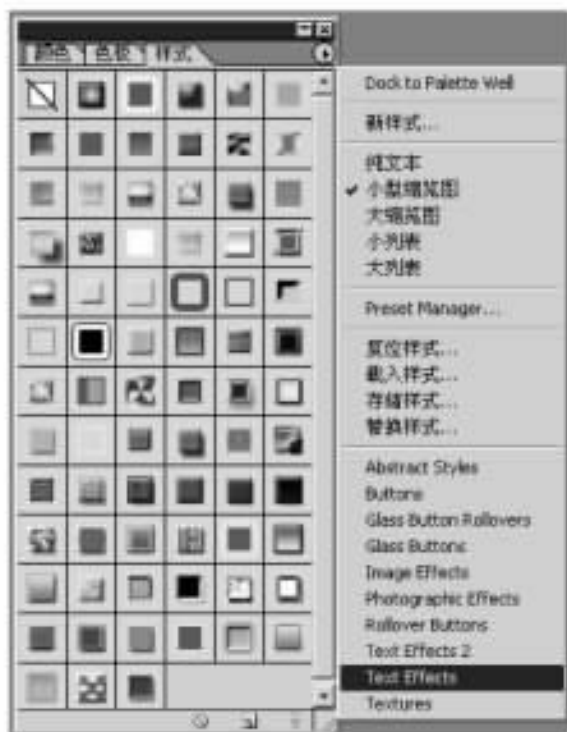 颜色 色板 样式
Dock to Palette Well
新样式...
纯文本
小型缩览图
大缩览图
小列表
大列表
Preset Manager...
复位样式...
载入样式...
存储样式...
替换样式...
Abstract Styles
Buttons
Glass Button Rollovers
Glass Buttons
Image Effects
Photographic Effects
Rollover Buttons
Text Effects 2
Text Effects
Textures